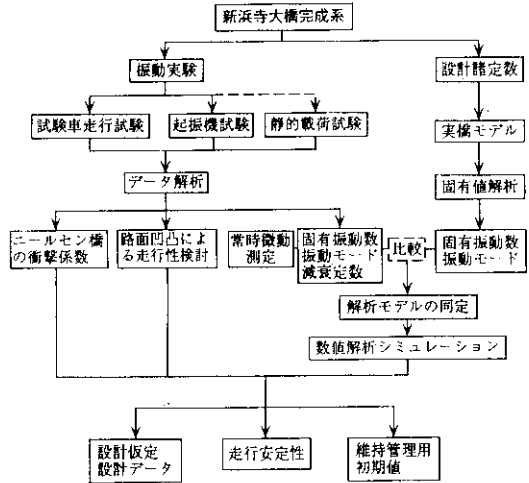 新浜寺大橋完成系
振動実験
設計諸定数
試験車走行試験
起振機試験
静的載荷試験
実橋モデル
データ解析
固有値解析
ニールセン橋
の衝撃係数
路面凹凸によ
る走行性検討
常時微動
測定
固有振動数
振動モード
減衰定数
比較
固有振動数
振動モード
解析モデルの同定
数値解析シミュレーション
設計仮定
設計データ
走行安定性
維持管理用
初期値